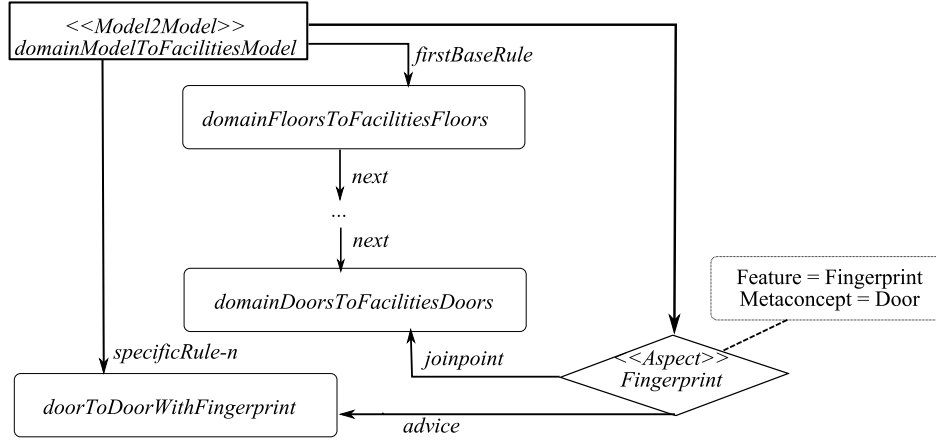 <<Model2Model>>
domainModelToFacilitiesModel
firstBaseRule
domainFloorsToFacilitiesFloors
next
...
next
domainDoorsToFacilitiesDoors
Feature = Fingerprint
Metaconcept = Door
specificRule-n
joinpoint
<<Aspect>>
Fingerprint
doorToDoorWithFingerprint
advice